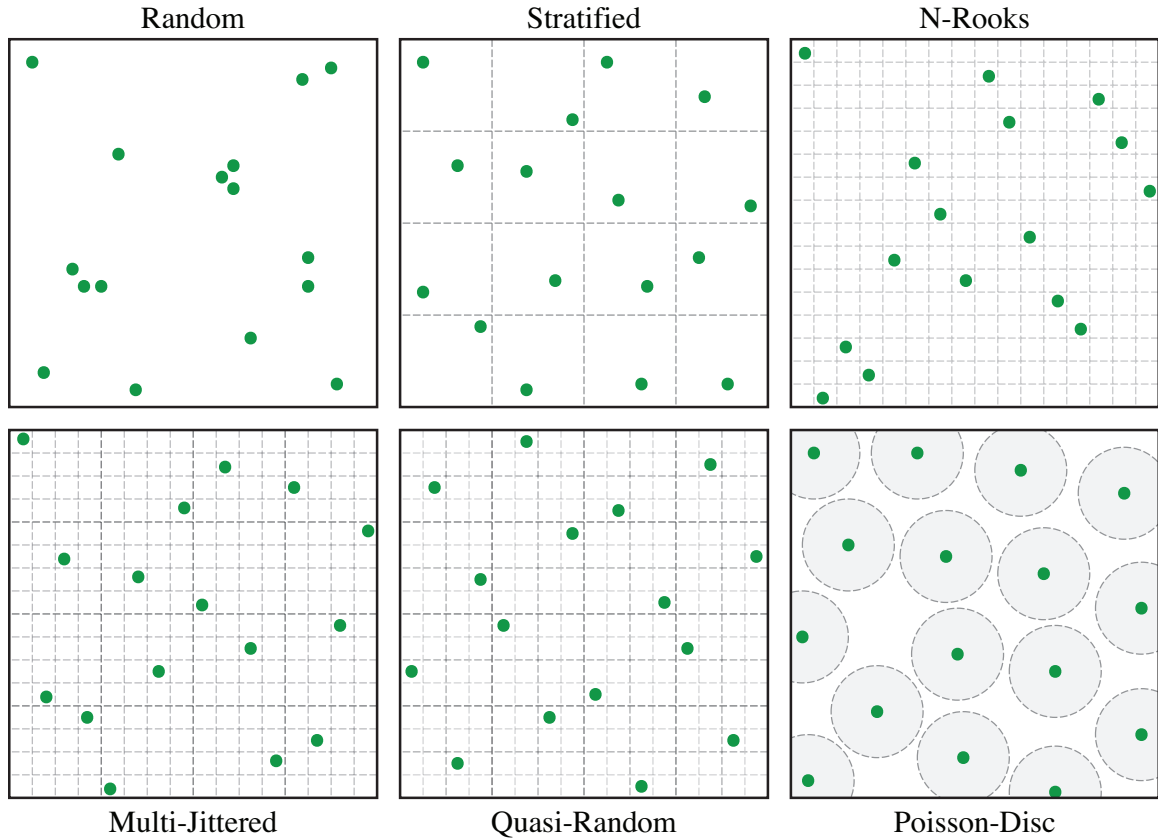 Random
Stratified
N-Rooks
Multi-Jittered
Quasi-Random
Poisson-Disc